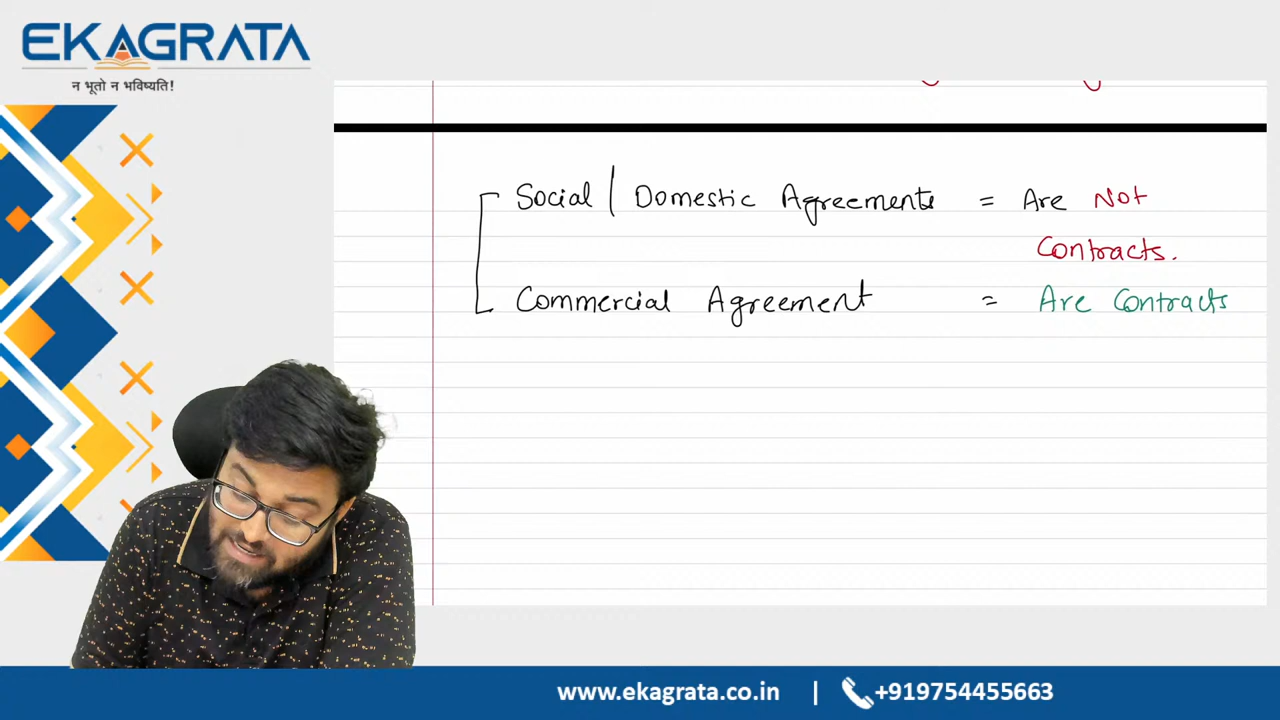 EKAGRATA
न भूतो न भविष्यति!
Social | Domestic Agreements = Are Not
Contracts.
Commercial Agreement = Are Contracts
www.ekagrata.co.in | +919754455663